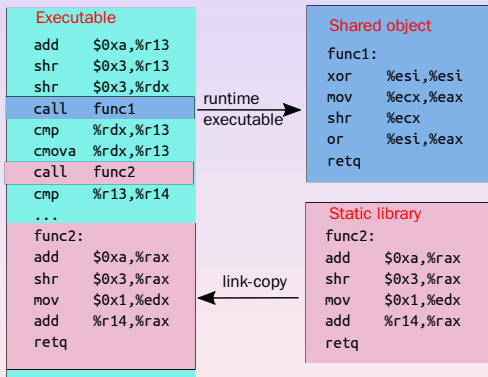 Executable
add $0xa,%r13
shr $0x3,%r13
shr $0x3,%rdx
call func1
cmp %rdx,%r13
cmova %rdx,%r13
call func2
cmp %r13,%r14
...
func2:
add $0xa,%rax
shr $0x3,%rax
mov $0x1,%edx
add %r14,%rax
retq
runtime
executable
link-copy
Shared object
func1:
xor %esi,%esi
mov %ecx,%eax
shr %ecx
or %esi,%eax
retq
Static library
func2:
add $0xa,%rax
shr $0x3,%rax
mov $0x1,%edx
add %r14,%rax
retq